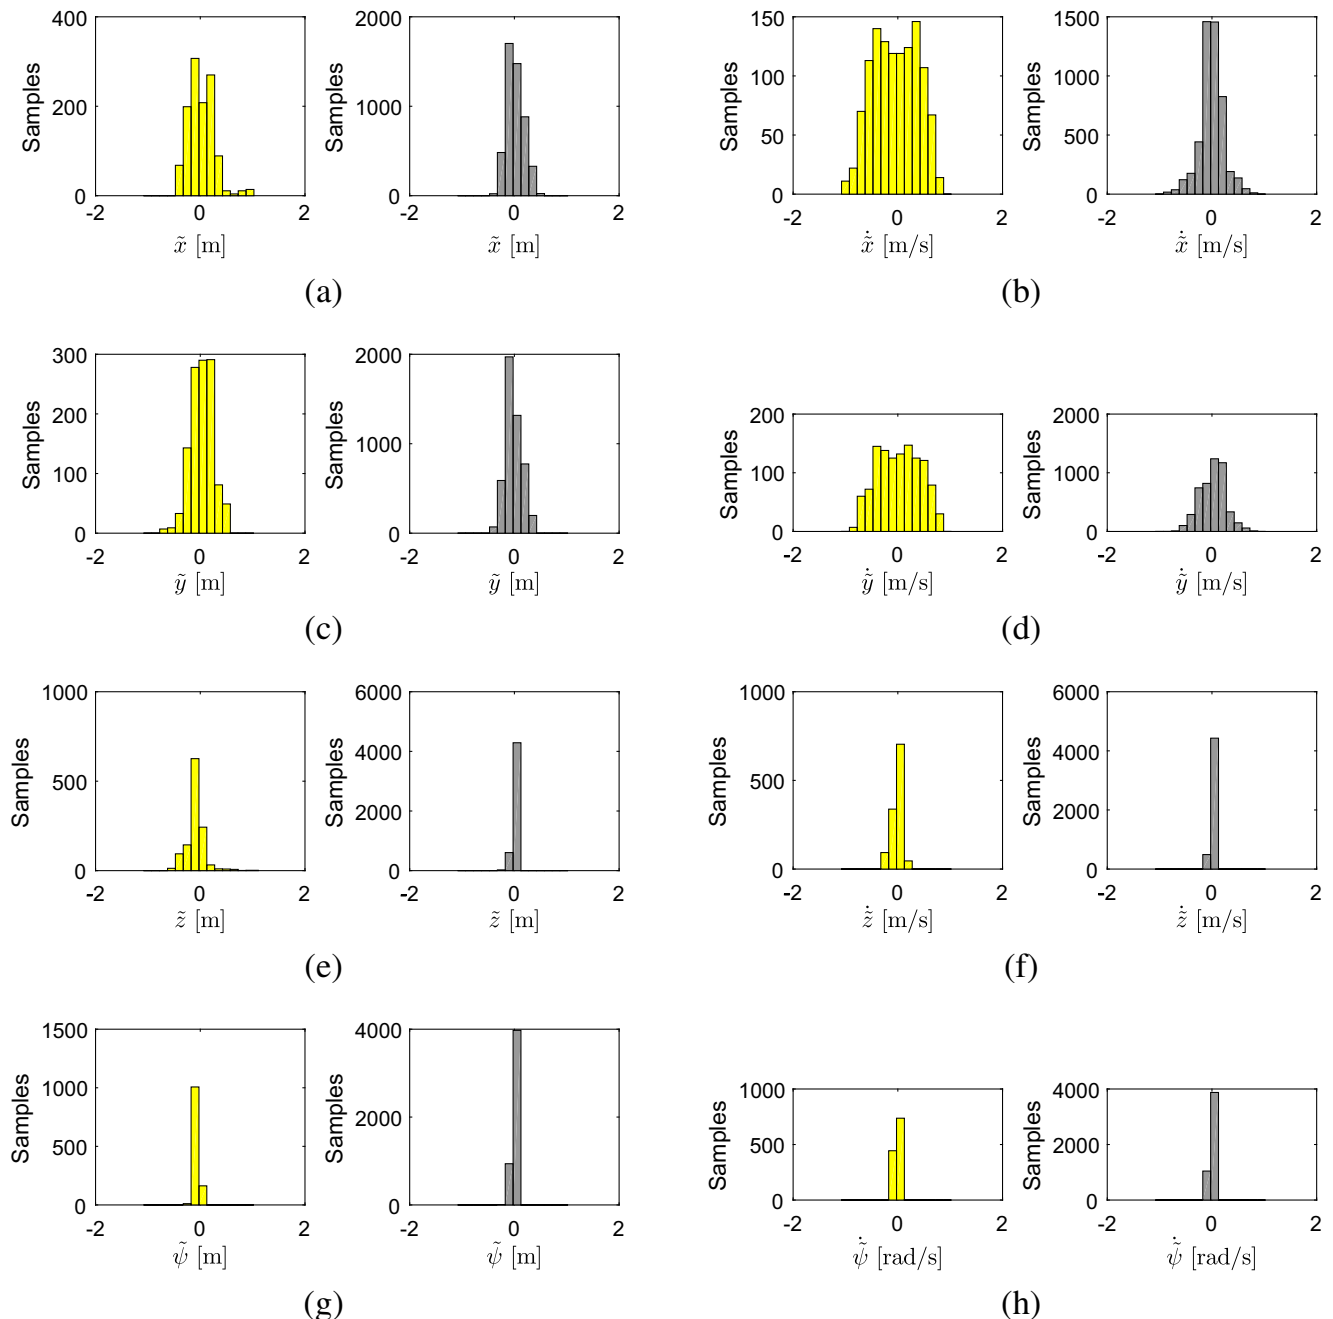 400
200
0
-2 0 2
Samples
x̃ [m]
2000
1000
0
-2 0 2
Samples
x̃ [m]
(a)
150
100
50
0
-2 0 2
Samples
ẋ̃ [m/s]
1500
1000
500
0
-2 0 2
Samples
ẋ̃ [m/s]
(b)
300
200
100
0
-2 0 2
Samples
ỹ [m]
2000
1000
0
-2 0 2
Samples
ỹ [m]
(c)
200
100
0
-2 0 2
Samples
ỹ̇ [m/s]
2000
1000
0
-2 0 2
Samples
ỹ̇ [m/s]
(d)
1000
500
0
-2 0 2
Samples
z̃ [m]
6000
4000
2000
0
-2 0 2
Samples
z̃ [m]
(e)
1000
500
0
-2 0 2
Samples
z̃̇ [m/s]
6000
4000
2000
0
-2 0 2
Samples
z̃̇ [m/s]
(f)
1500
1000
500
0
-2 0 2
Samples
ψ̃ [m]
4000
2000
0
-2 0 2
Samples
ψ̃ [m]
(g)
1000
500
0
-2 0 2
Samples
ψ̃̇ [rad/s]
4000
2000
0
-2 0 2
Samples
ψ̃̇ [rad/s]
(h)